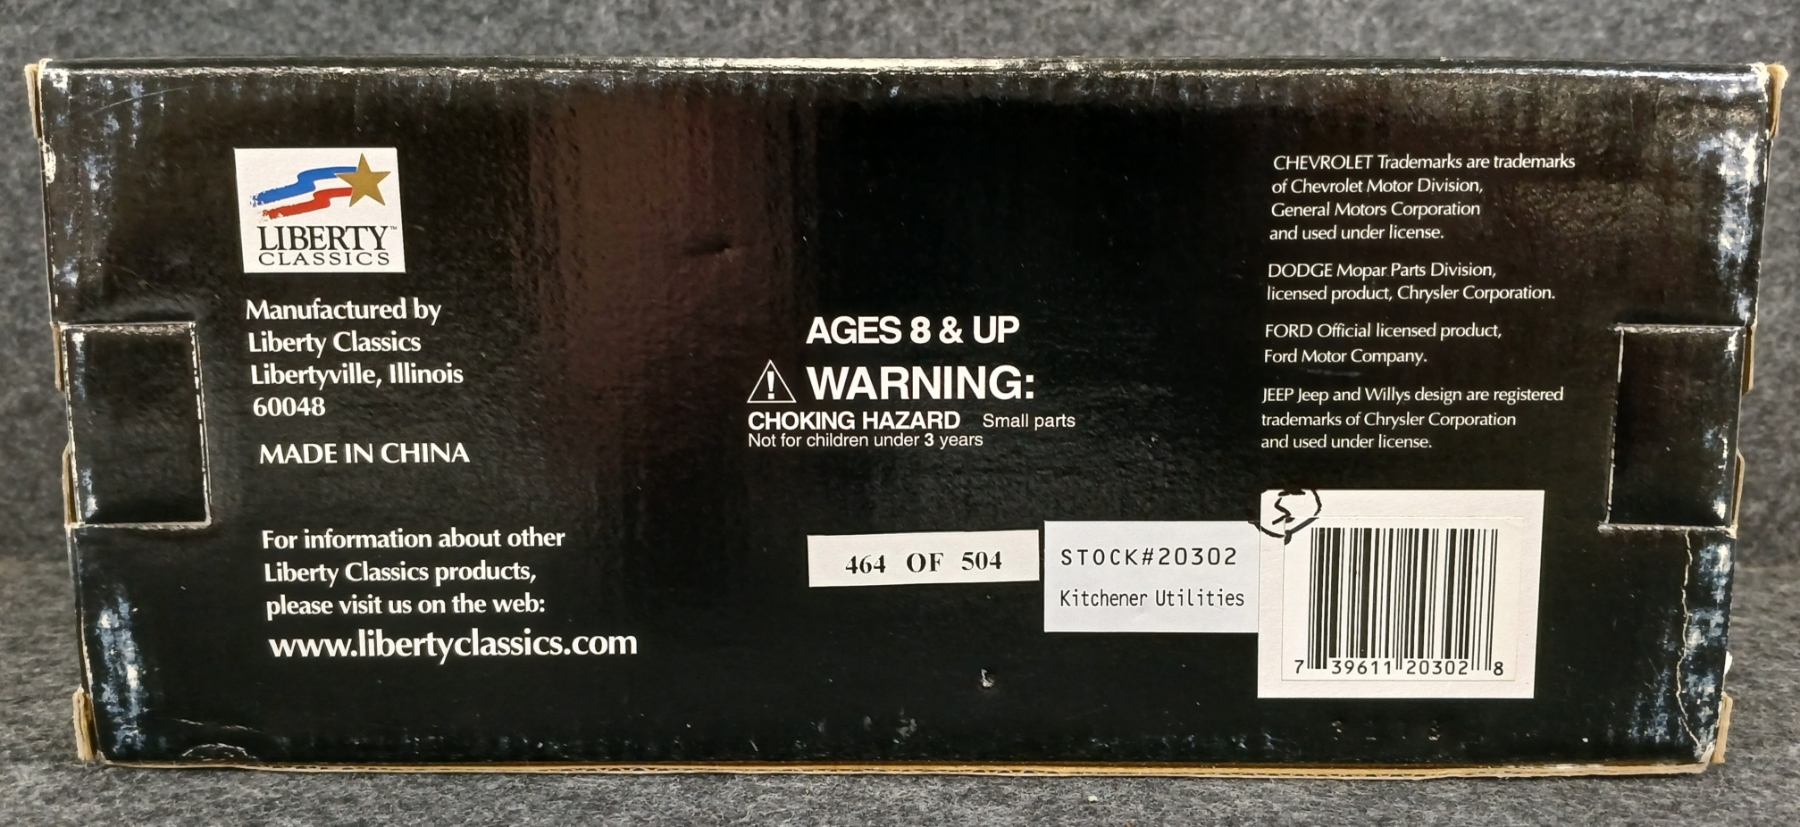 LIBERTY™
CLASSICS
Manufactured by
Liberty Classics
Libertyville, Illinois
60048
MADE IN CHINA
For information about other
Liberty Classics products,
please visit us on the web:
www.libertyclassics.com
AGES 8 & UP
WARNING:
CHOKING HAZARD Small parts
Not for children under 3 years
464 OF 504
STOCK#20302
Kitchener Utilities
CHEVROLET Trademarks are trademarks
of Chevrolet Motor Division,
General Motors Corporation
and used under license.
DODGE Mopar Parts Division,
licensed product, Chrysler Corporation.
FORD Official licensed product,
Ford Motor Company.
JEEP Jeep and Willys design are registered
trademarks of Chrysler Corporation
and used under license.
7 39611 20302 8